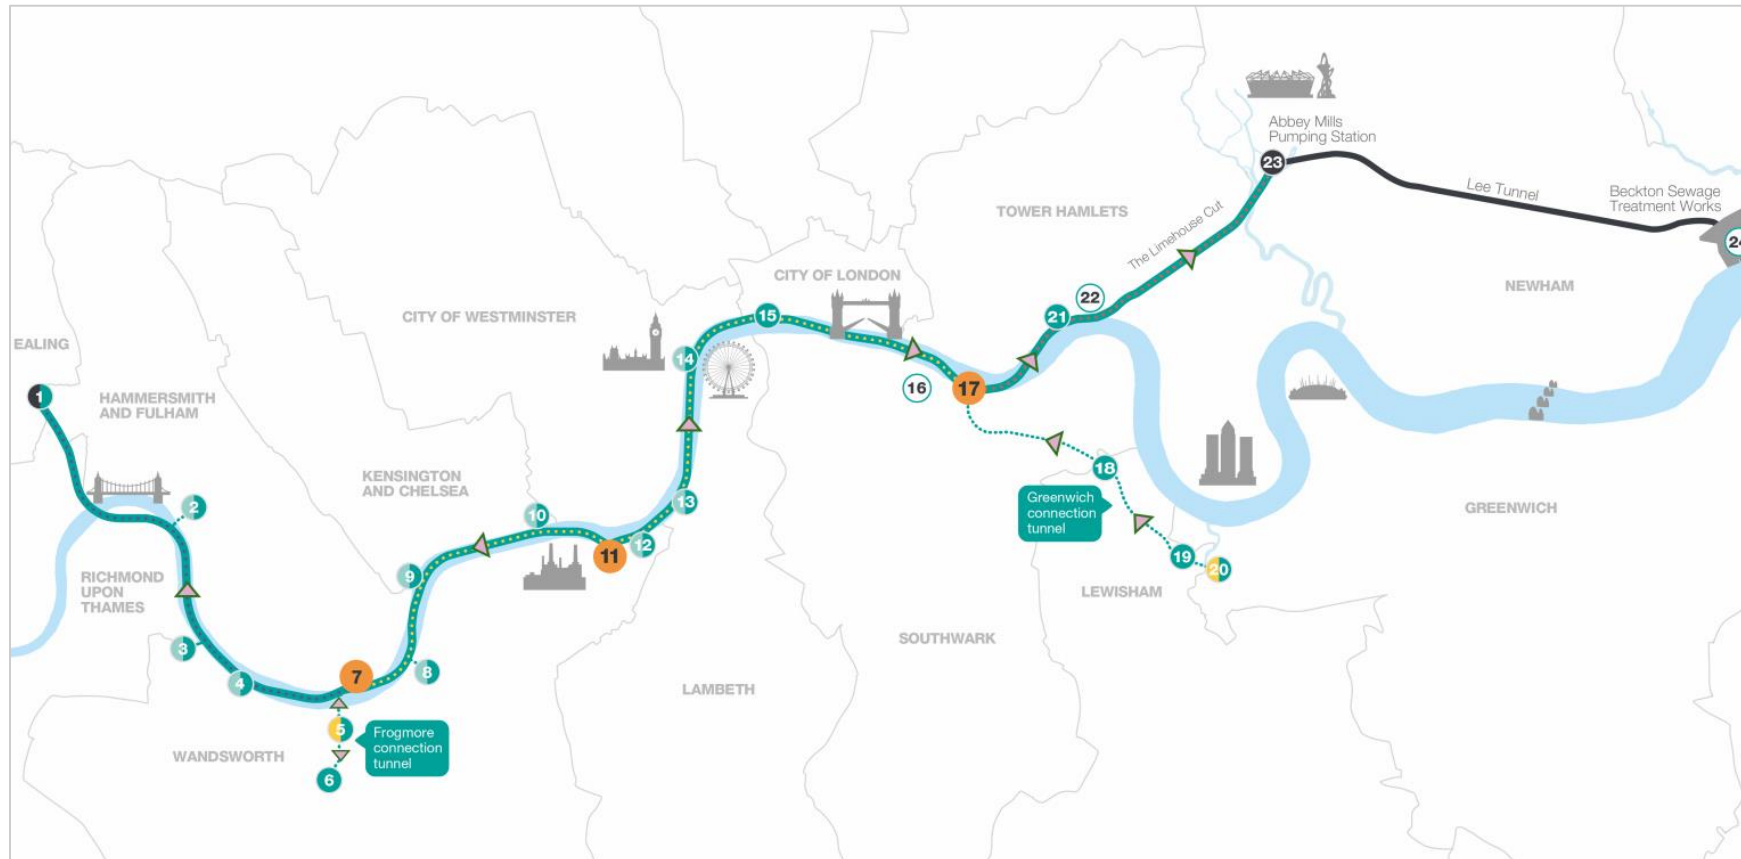 Abbey Mills
Pumping Station
23
Lee Tunnel
Beckton Sewage
Treatment Works
24
TOWER HAMLETS
The Limehouse Cut
CITY OF LONDON
NEWHAM
22
21
CITY OF WESTMINSTER
15
14
EALING
1
HAMMERSMITH
AND FULHAM
16
17
KENSINGTON
AND CHELSEA
18
Greenwich
connection
tunnel
GREENWICH
2
10
13
12
11
19
20
9
RICHMOND
UPON
THAMES
LEWISHAM
SOUTHWARK
3
4
7
8
LAMBETH
5
Frogmore
connection
tunnel
WANDSWORTH
6